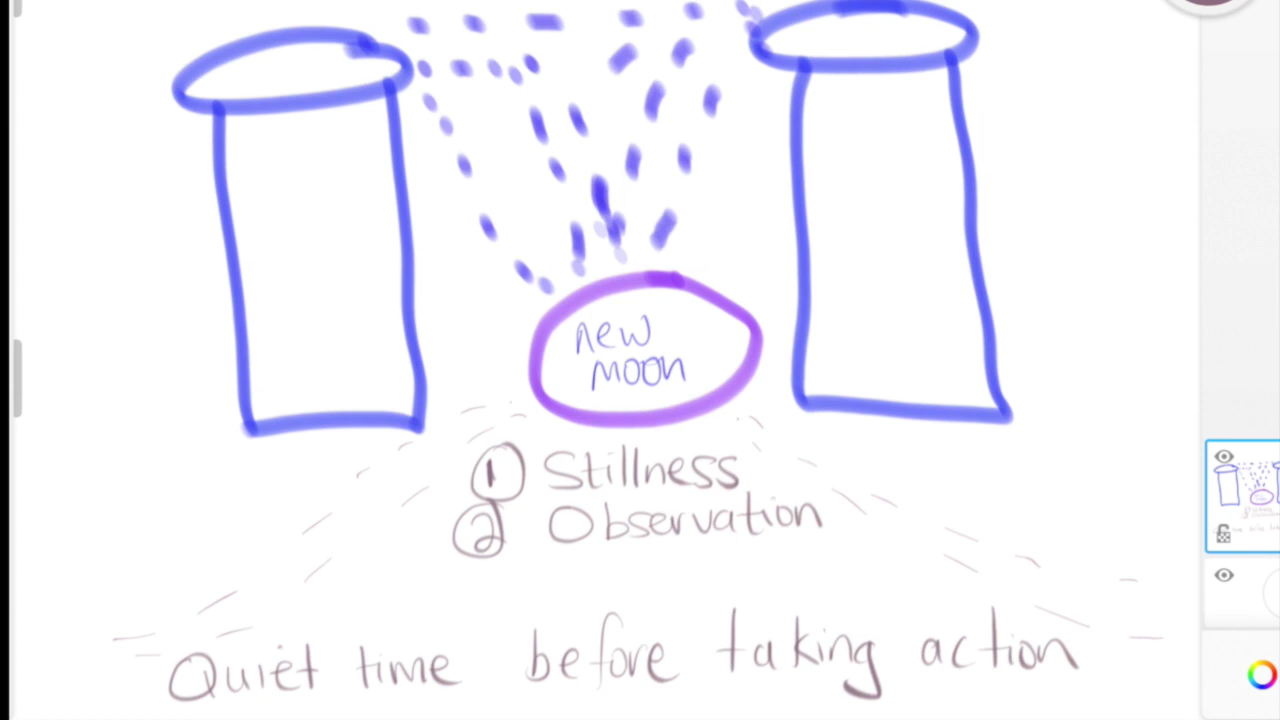 new
moon
① Stillness
② Observation
Quiet time before taking action